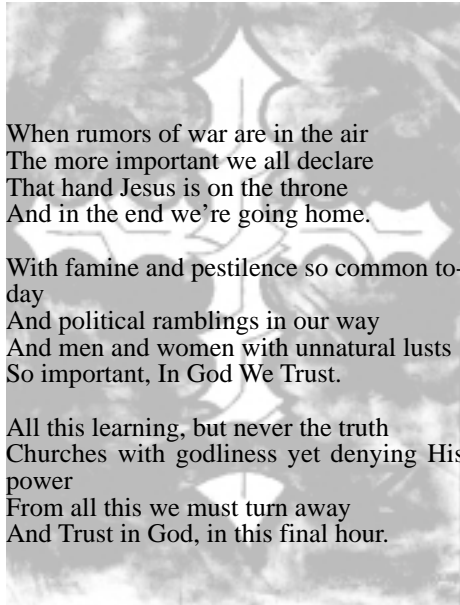 When rumors of war are in the air
The more important we all declare
That hand Jesus is on the throne
And in the end we're going home.

With famine and pestilence so common to-
day
And political ramblings in our way
And men and women with unnatural lusts
So important, In God We Trust.

All this learning, but never the truth
Churches with godliness yet denying His
power
From all this we must turn away
And Trust in God, in this final hour.